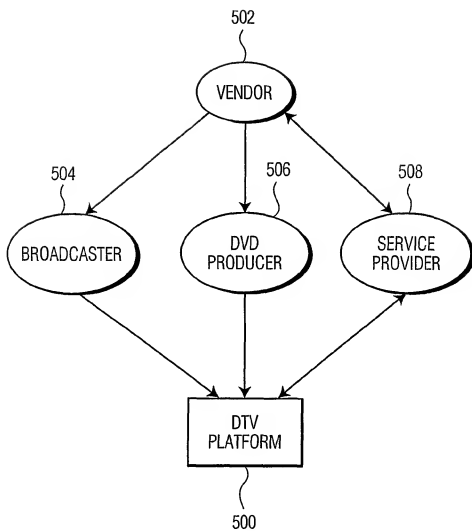 502
VENDOR
504
506
508
BROADCASTER
DVD
PRODUCER
SERVICE
PROVIDER
DTV
PLATFORM
500